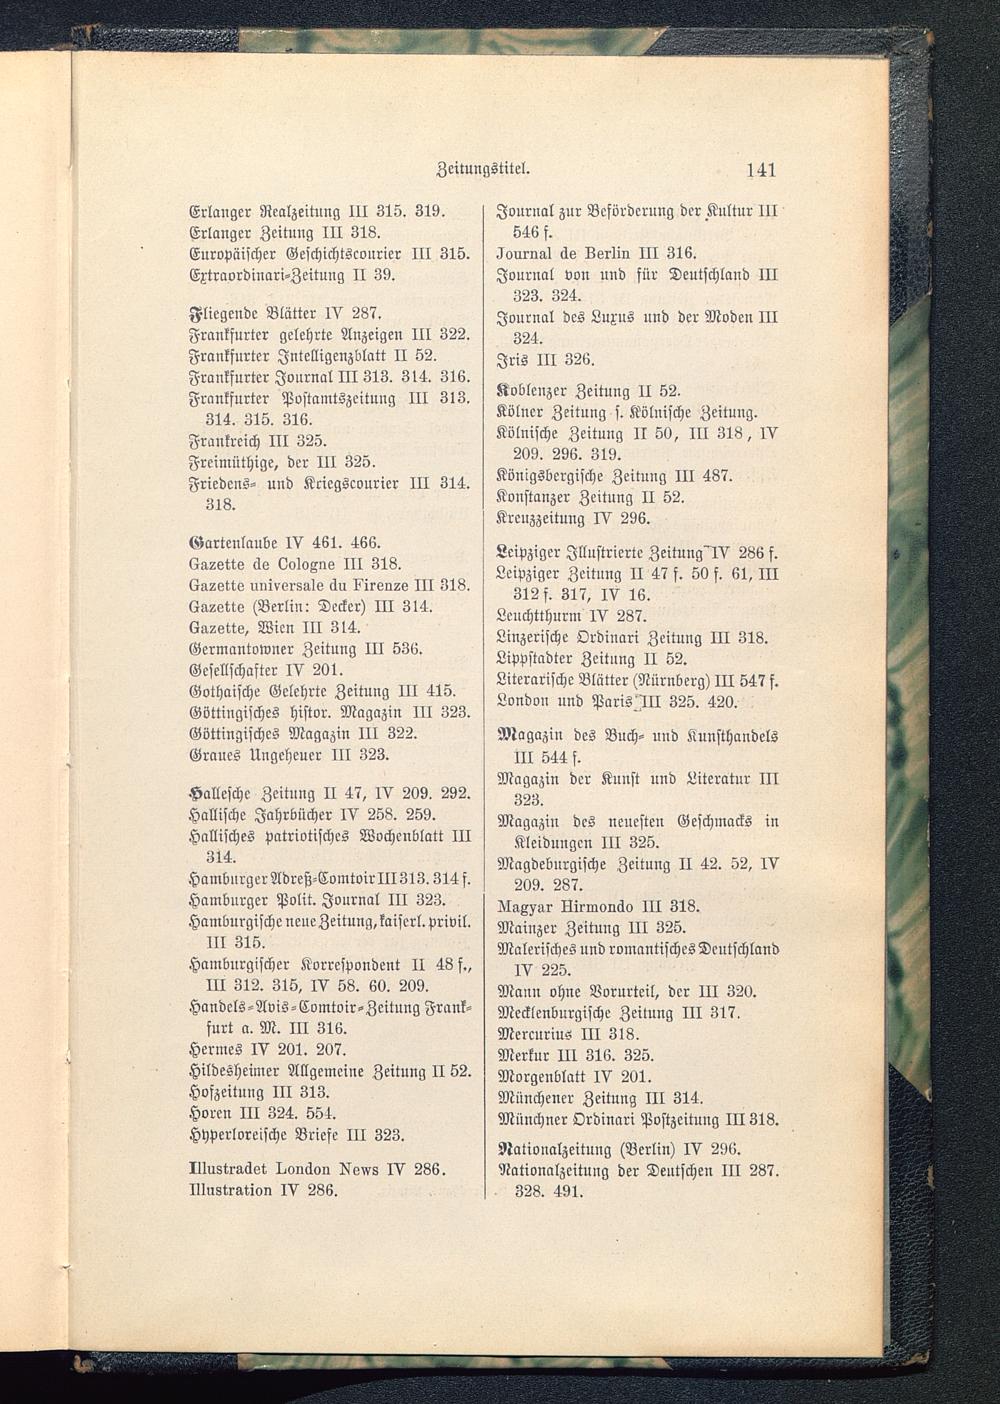 Zeitungstitel. 141
Erlanger Realzeitung III 315. 319.
Erlanger Zeitung III 318.
Europäischer Geschichtscourier III 315.
Extraordinari-Zeitung II 39.
Fliegende Blätter IV 287.
Frankfurter gelehrte Anzeigen III 322.
Frankfurter Intelligenzblatt II 52.
Frankfurter Journal III 313. 314. 316.
Frankfurter Postamtszeitung III 313.
314. 315. 316.
Frankreich III 325.
Freimüthige, der III 325.
Friedens- und Kriegscourier III 314.
318.
Gartenlaube IV 461. 466.
Gazette de Cologne III 318.
Gazette universale du Firenze III 318.
Gazette (Berlin: Decker) III 314.
Gazette, Wien III 314.
Germantowner Zeitung III 536.
Gesellschafter IV 201.
Gothaische Gelehrte Zeitung III 415.
Göttingisches histor. Magazin III 323.
Göttingisches Magazin III 322.
Graues Ungeheuer III 323.
Hallesche Zeitung II 47, IV 209. 292.
Hallische Jahrbücher IV 258. 259.
Hallisches patriotisches Wochenblatt III
314.
Hamburger Adreß-Comtoir III 313. 314 f.
Hamburger Polit. Journal III 323.
Hamburgische neue Zeitung, kaiserl. privil.
III 315.
Hamburgischer Korrespondent II 48 f.,
III 312. 315, IV 58. 60. 209.
Handels-Avis-Comtoir-Zeitung Frank-
furt a. M. III 316.
Hermes IV 201. 207.
Hildesheimer Allgemeine Zeitung II 52.
Hofzeitung III 313.
Horen III 324. 554.
Hyperloreische Briefe III 323.
Illustradet London News IV 286.
Illustration IV 286.
Journal zur Beförderung der Kultur III
546 f.
Journal de Berlin III 316.
Journal von und für Deutschland III
323. 324.
Journal des Luxus und der Moden III
324.
Iris III 326.
Koblenzer Zeitung II 52.
Kölner Zeitung s. Kölnische Zeitung.
Kölnische Zeitung II 50, III 318, IV
209. 296. 319.
Königsbergische Zeitung III 487.
Konstanzer Zeitung II 52.
Kreuzzeitung IV 296.
Leipziger Illustrierte Zeitung IV 286 f.
Leipziger Zeitung II 47 f. 50 f. 61, III
312 f. 317, IV 16.
Leuchtthurm IV 287.
Linzerische Ordinari Zeitung III 318.
Lippstadter Zeitung II 52.
Literarische Blätter (Nürnberg) III 547 f.
London und Paris III 325. 420.
Magazin des Buch- und Kunsthandels
III 544 f.
Magazin der Kunst und Literatur III
323.
Magazin des neuesten Geschmacks in
Kleidungen III 325.
Magdeburgische Zeitung II 42. 52, IV
209. 287.
Magyar Hirmondo III 318.
Mainzer Zeitung III 325.
Malerisches und romantisches Deutschland
IV 225.
Mann ohne Vorurteil, der III 320.
Mecklenburgische Zeitung III 317.
Mercurius III 318.
Merkur III 316. 325.
Morgenblatt IV 201.
Münchener Zeitung III 314.
Münchner Ordinari Postzeitung III 318.
Nationalzeitung (Berlin) IV 296.
Nationalzeitung der Deutschen III 287.
328. 491.